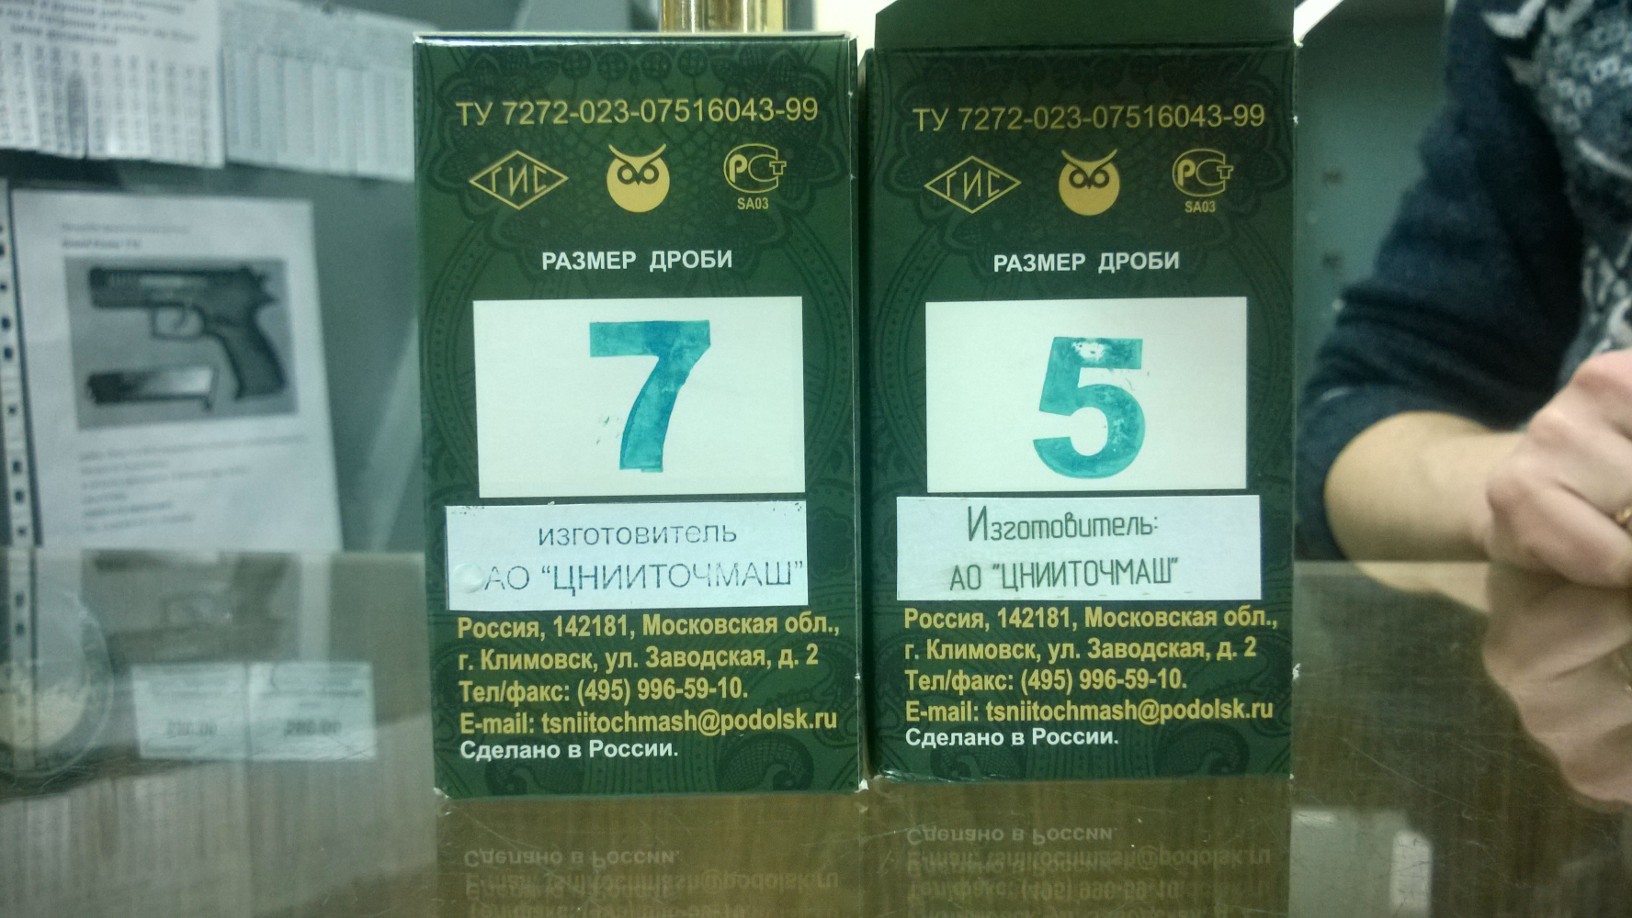 ТУ 7272-023-07516043-99
ГИС
РСТ
SA03
РАЗМЕР ДРОБИ
7
изготовитель
АО “ЦНИИТОЧМАШ”
Россия, 142181, Московская обл.,
г. Климовск, ул. Заводская, д. 2
Тел/факс: (495) 996-59-10.
E-mail: tsniitochmash@podolsk.ru
Сделано в России.
ТУ 7272-023-07516043-99
ГИС
РСТ
SA03
РАЗМЕР ДРОБИ
5
Изготовитель:
АО "ЦНИИТОЧМАШ"
Россия, 142181, Московская обл.,
г. Климовск, ул. Заводская, д. 2
Тел/факс: (495) 996-59-10.
E-mail: tsniitochmash@podolsk.ru
Сделано в России.